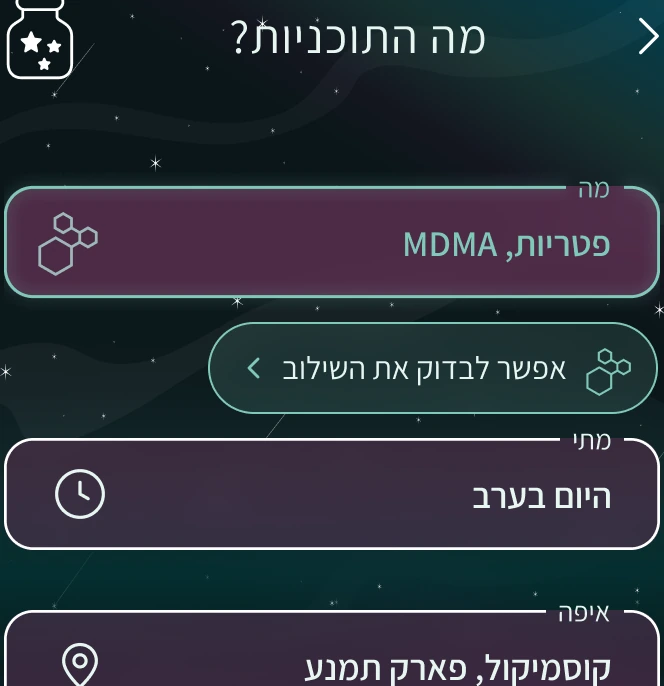 מה התוכניות?
מה
פטריות, MDMA
אפשר לבדוק את השילוב
מתי
היום בערב
איפה
קוסמיקול, פארק תמנע